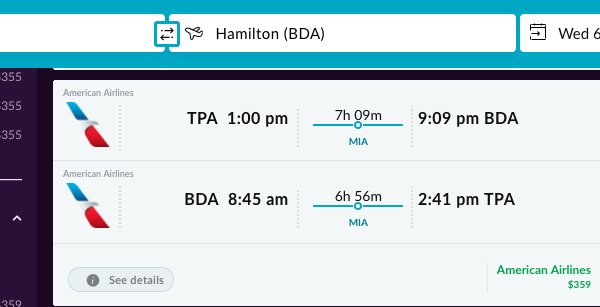 Hamilton (BDA)
Wed 6
$355
$355
$355
American Airlines
TPA 1:00 pm
7h 09m
MIA
9:09 pm BDA
American Airlines
BDA 8:45 am
6h 56m
MIA
2:41 pm TPA
See details
American Airlines
$359
$359